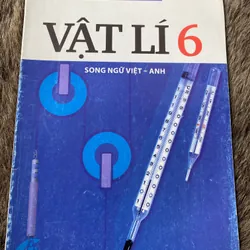 VẬT LÍ 6
SONG NGỮ VIỆT - ANH